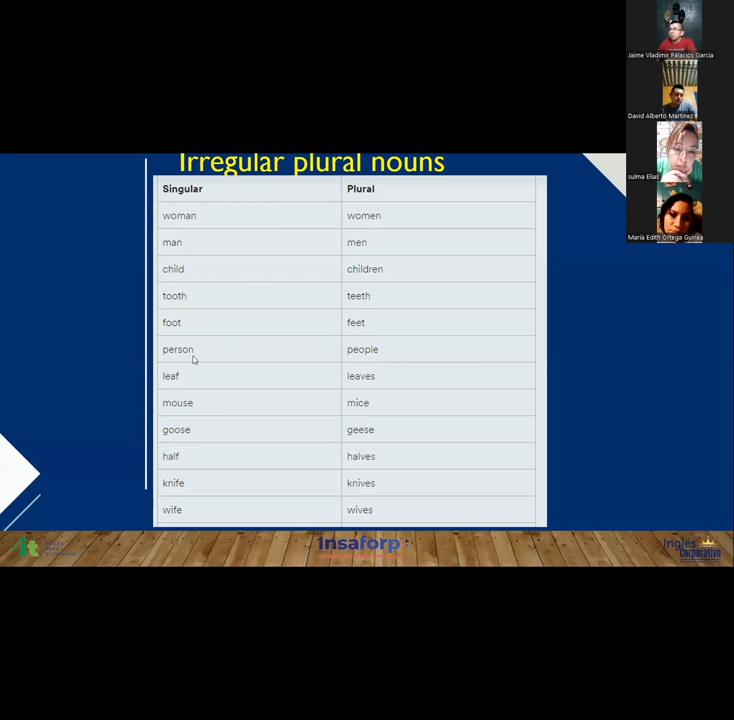 Jaime Vladimir Palacios Garcia
David Alberto Martinez
sulma Elias
María Edith Ortega Guinea
Irregular plural nouns
Singular Plural
woman women
man men
child children
tooth teeth
foot feet
person people
leaf leaves
mouse mice
goose geese
half halves
knife knives
wife wives
Insaforp
Inglés
Corporativo